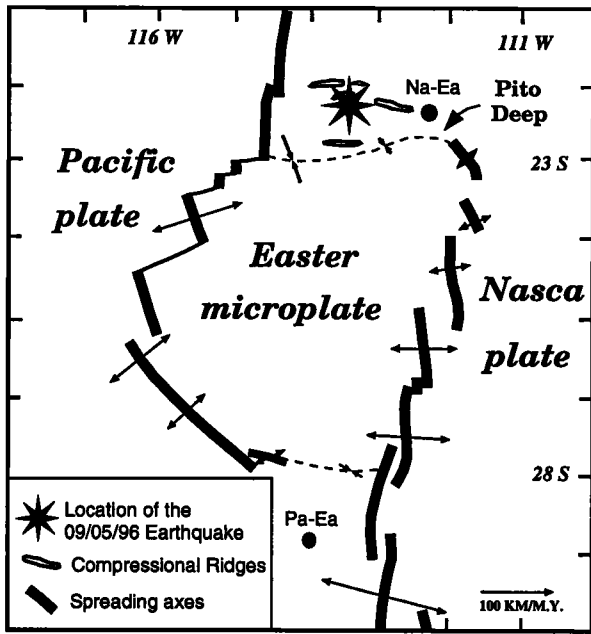 116 W
111 W
Na-Ea
Pito
Deep
Pacific
plate
23 S
Easter
microplate
Nasca
plate
28 S
Location of the
09/05/96 Earthquake
Compressional Ridges
Spreading axes
Pa-Ea
100 KM/M.Y.